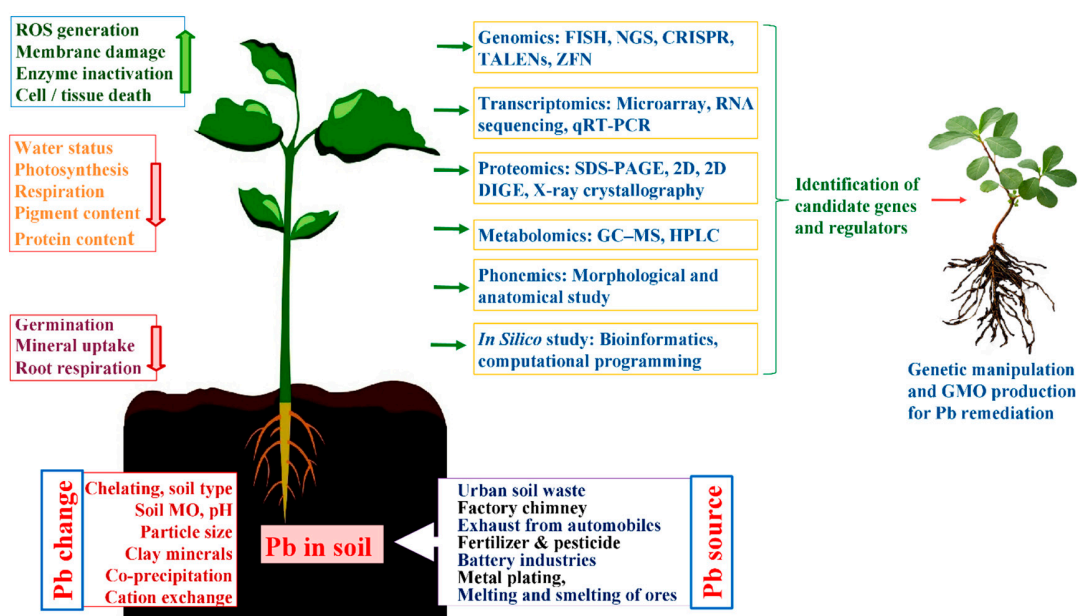 ROS generation
Membrane damage
Enzyme inactivation
Cell / tissue death
Water status
Photosynthesis
Respiration
Pigment content
Protein content
Germination
Mineral uptake
Root respiration
Genomics: FISH, NGS, CRISPR,
TALENs, ZFN
Transcriptomics: Microarray, RNA
sequencing, qRT-PCR
Proteomics: SDS-PAGE, 2D, 2D
DIGE, X-ray crystallography
Metabolomics: GC–MS, HPLC
Phonemics: Morphological and
anatomical study
In Silico study: Bioinformatics,
computational programming
Identification of
candidate genes
and regulators
Genetic manipulation
and GMO production
for Pb remediation
Pb change
Chelating, soil type
Soil MO, pH
Particle size
Clay minerals
Co-precipitation
Cation exchange
Pb in soil
Urban soil waste
Factory chimney
Exhaust from automobiles
Fertilizer & pesticide
Battery industries
Metal plating,
Melting and smelting of ores
Pb source